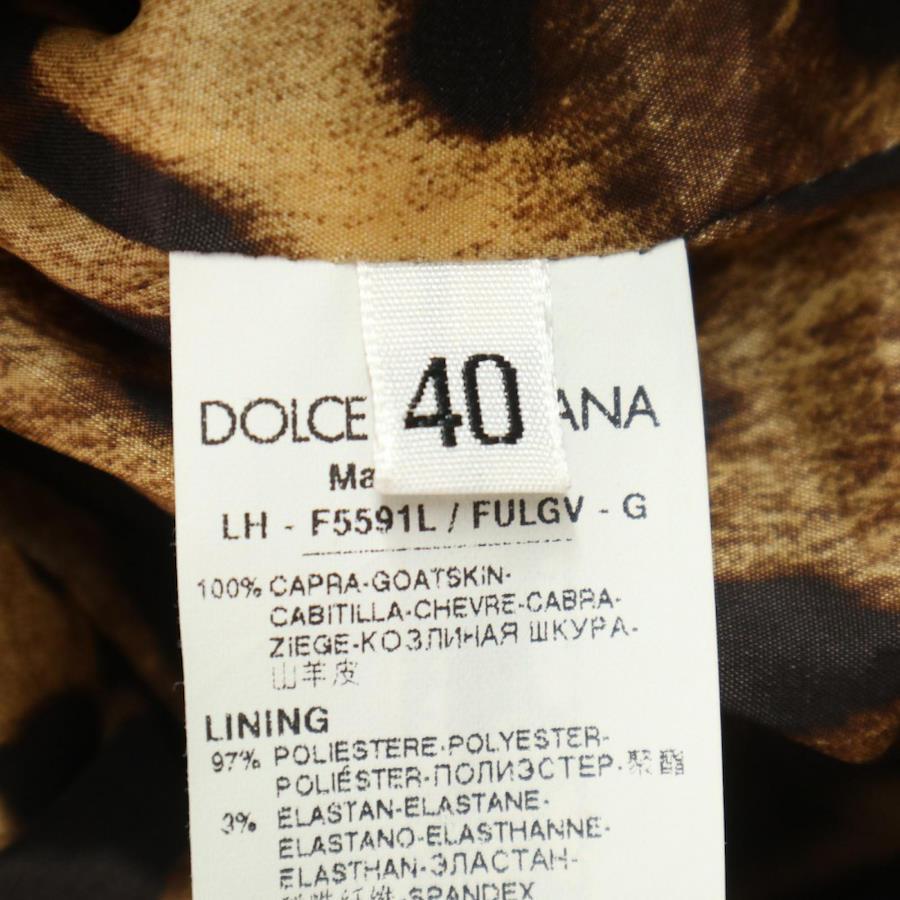 40
DOLCE ANA
Ma
LH - F5591L / FULGV - G
100% CAPRA-GOATSKIN-
CABITILLA-CHEVRE-CABRA-
ZIEGE-КОЗЛИНАЯ ШКУРА-
山羊皮
LINING
97% POLIESTERE-POLYESTER-
POLIÉSTER-ПОЛИЭСТЕР-聚酯
3% ELASTAN-ELASTANE-
ELASTANO-ELASTHANNE-
ELASTHAN-ЭЛАСТАН-
SPANDEX